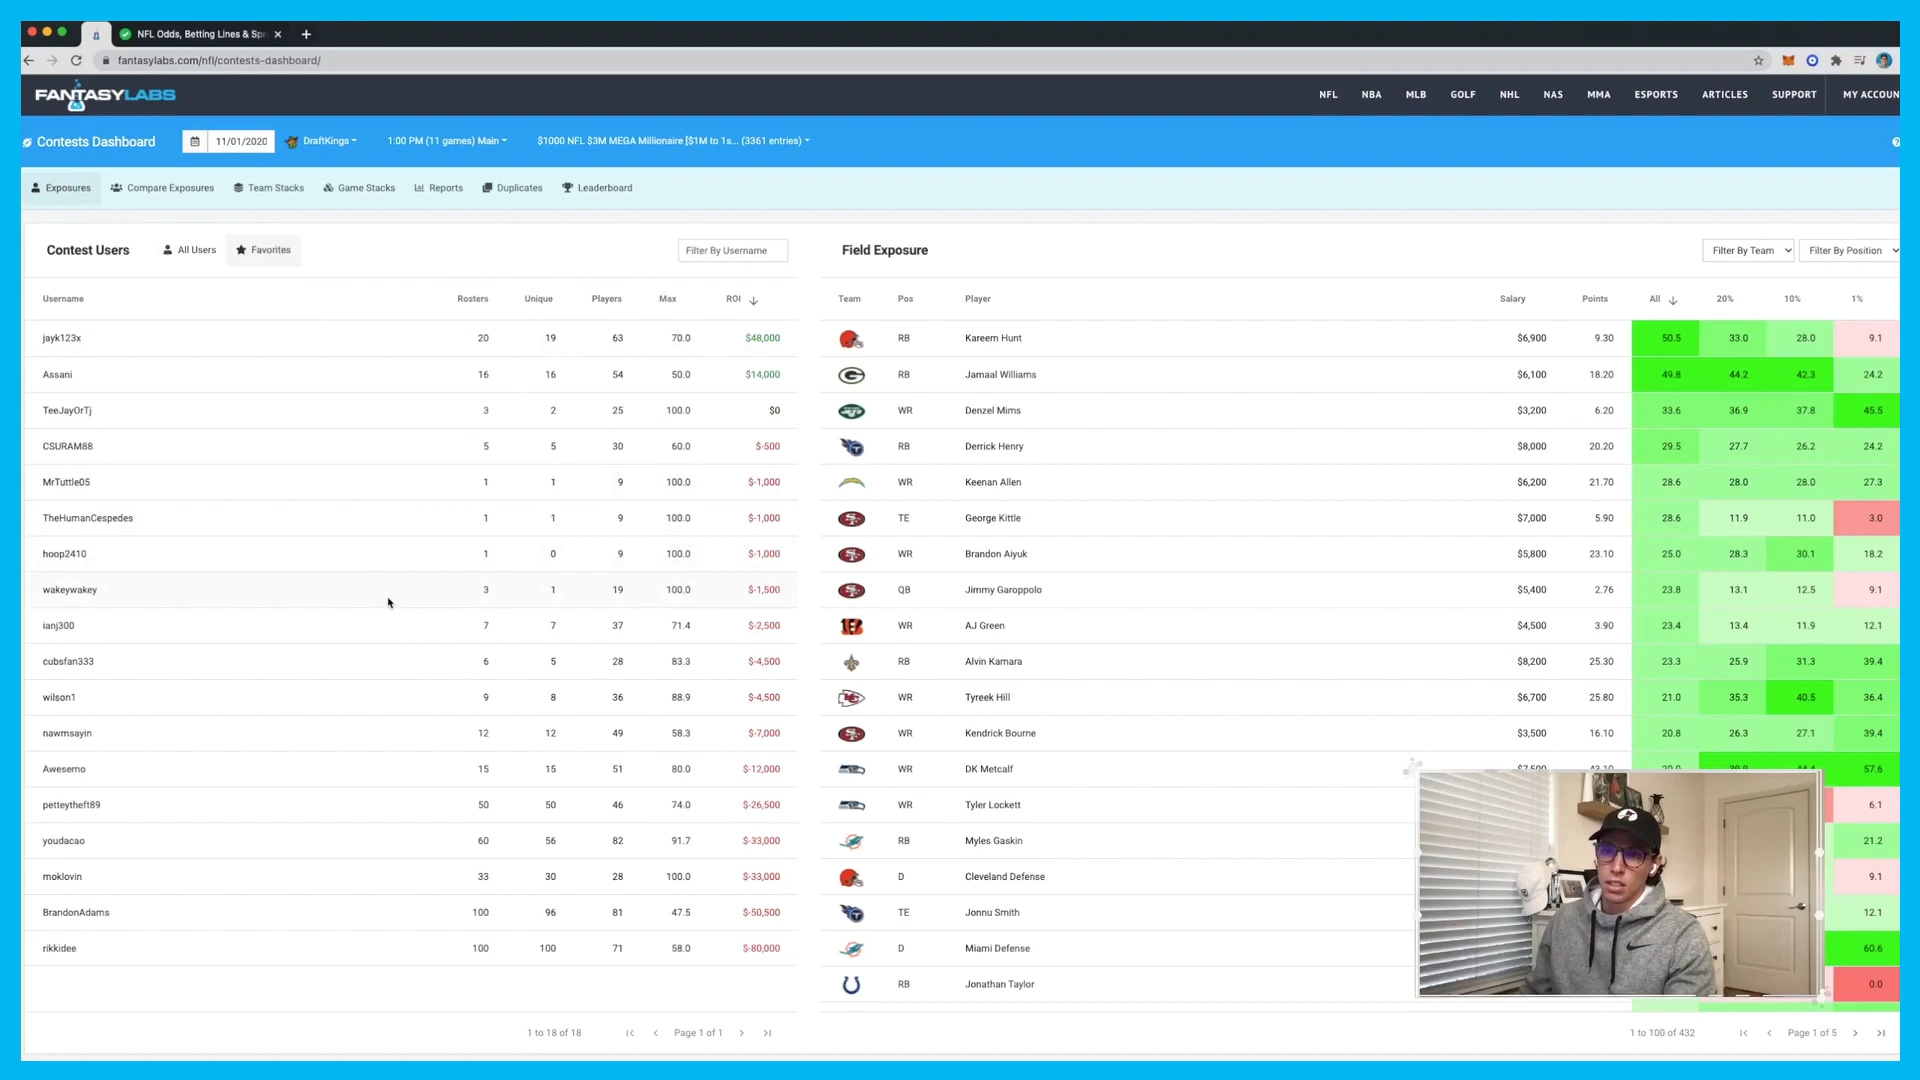 NFL Odds, Betting Lines & Spr
fantasylabs.com/nfl/contests-dashboard/
FANTASYLABS
NFL NBA MLB GOLF NHL NAS MMA ESPORTS ARTICLES SUPPORT MY ACCOUN
Contests Dashboard 11/01/2020 DraftKings 1:00 PM (11 games) Main $1000 NFL $3M MEGA Millionaire [$1M to 1s... (3361 entries)
Exposures Compare Exposures Team Stacks Game Stacks Reports Duplicates Leaderboard
Contest Users All Users Favorites Filter By Username
Username Rosters Unique Players Max ROI
jayk123x 20 19 63 70.0 $48,000
Assani 16 16 54 50.0 $14,000
TeeJayOrTj 3 2 25 100.0 $0
CSURAM88 5 5 30 60.0 $-500
MrTuttle05 1 1 9 100.0 $-1,000
TheHumanCespedes 1 1 9 100.0 $-1,000
hoop2410 1 0 9 100.0 $-1,000
wakeywakey 3 1 19 100.0 $-1,500
ianj300 7 7 37 71.4 $-2,500
cubsfan333 6 5 28 83.3 $-4,500
wilson1 9 8 36 88.9 $-4,500
nawmsayin 12 12 49 58.3 $-7,000
Awesemo 15 15 51 80.0 $-12,000
petteytheft89 50 50 46 74.0 $-26,500
youdacao 60 56 82 91.7 $-33,000
moklovin 33 30 28 100.0 $-33,000
BrandonAdams 100 96 81 47.5 $-50,500
rikkidee 100 100 71 58.0 $-80,000
1 to 18 of 18 Page 1 of 1
Field Exposure Filter By Team Filter By Position
Team Pos Player Salary Points All 20% 10% 1%
RB Kareem Hunt $6,900 9.30 50.5 33.0 28.0 9.1
RB Jamaal Williams $6,100 18.20 49.8 44.2 42.3 24.2
WR Denzel Mims $3,200 6.20 33.6 36.9 37.8 45.5
RB Derrick Henry $8,000 20.20 29.5 27.7 26.2 24.2
WR Keenan Allen $6,200 21.70 28.6 28.0 28.0 27.3
TE George Kittle $7,000 5.90 28.6 11.9 11.0 3.0
WR Brandon Aiyuk $5,800 23.10 25.0 28.3 30.1 18.2
QB Jimmy Garoppolo $5,400 2.76 23.8 13.1 12.5 9.1
WR AJ Green $4,500 3.90 23.4 13.4 11.9 12.1
RB Alvin Kamara $8,200 25.30 23.3 25.9 31.3 39.4
WR Tyreek Hill $6,700 25.80 21.0 35.3 40.5 36.4
WR Kendrick Bourne $3,500 16.10 20.8 26.3 27.1 39.4
WR DK Metcalf 57.6
WR Tyler Lockett 6.1
RB Myles Gaskin 21.2
D Cleveland Defense 9.1
TE Jonnu Smith 12.1
D Miami Defense 60.6
RB Jonathan Taylor 0.0
1 to 100 of 432 Page 1 of 5